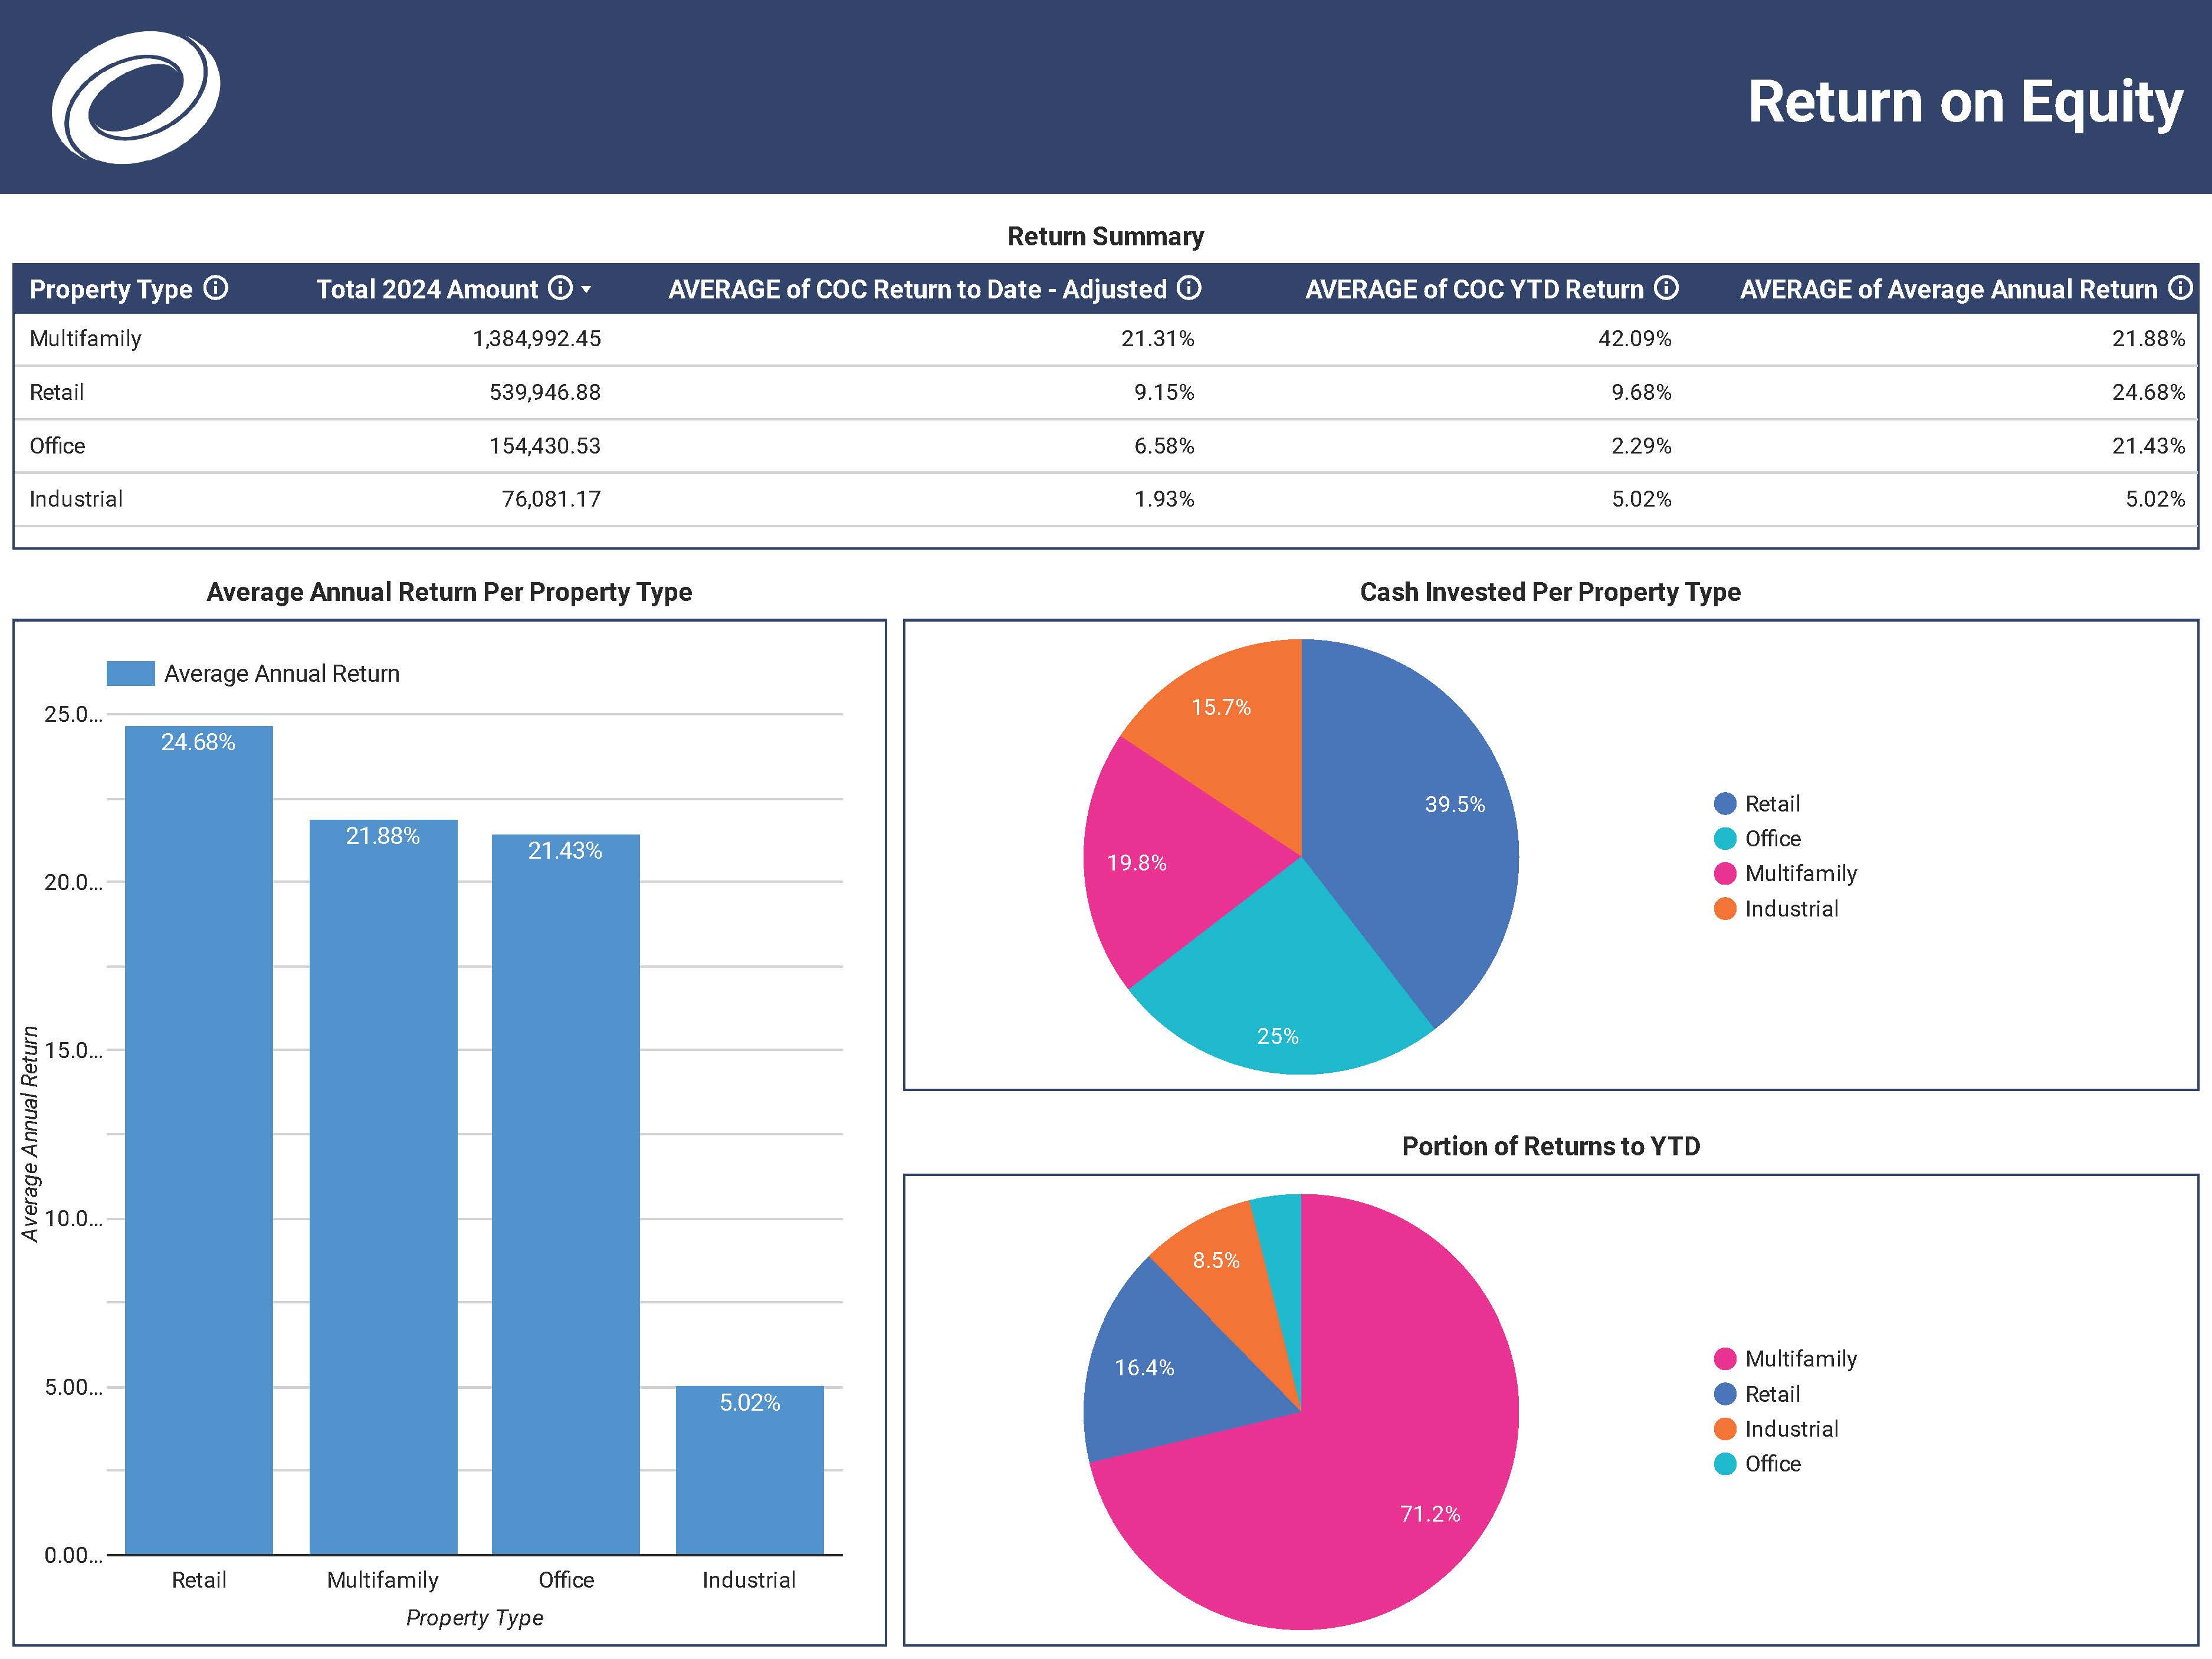 Return on Equity
Return Summary
Property Type Total 2024 Amount AVERAGE of COC Return to Date - Adjusted AVERAGE of COC YTD Return AVERAGE of Average Annual Return
Multifamily 1,384,992.45 21.31% 42.09% 21.88%
Retail 539,946.88 9.15% 9.68% 24.68%
Office 154,430.53 6.58% 2.29% 21.43%
Industrial 76,081.17 1.93% 5.02% 5.02%
Average Annual Return Per Property Type
Average Annual Return
25.0...
20.0...
15.0...
10.0...
5.00...
0.00...
24.68%
21.88%
21.43%
5.02%
Average Annual Return
Retail Multifamily Office Industrial
Property Type
Cash Invested Per Property Type
15.7%
39.5%
19.8%
25%
Retail
Office
Multifamily
Industrial
Portion of Returns to YTD
8.5%
16.4%
71.2%
Multifamily
Retail
Industrial
Office